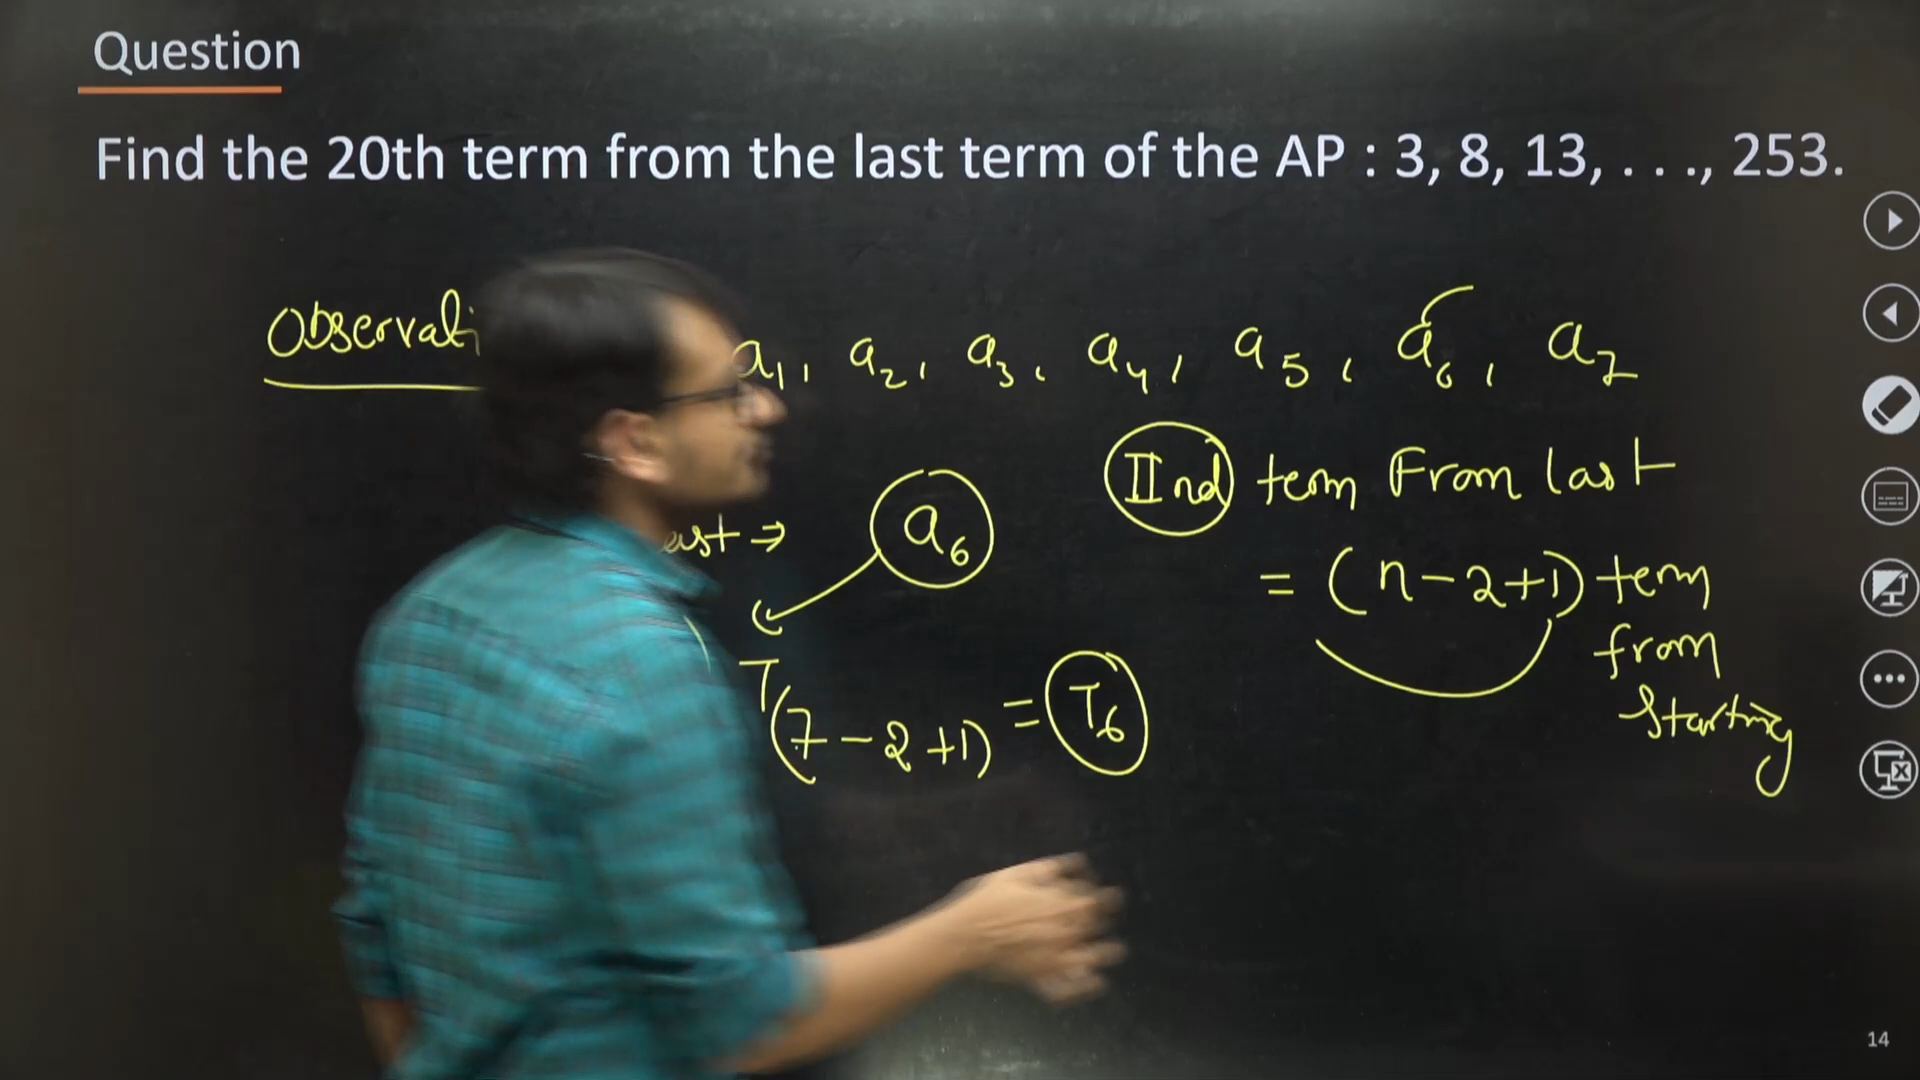 Question
Find the 20th term from the last term of the AP : 3, 8, 13, . . ., 253.
a₁, a₂, a₃, a₄, a₅, a₆, a₇
IInd term From last
⇒ a₆
= (n-2+1) term
from
starting
T(7-2+1) = T₆
14